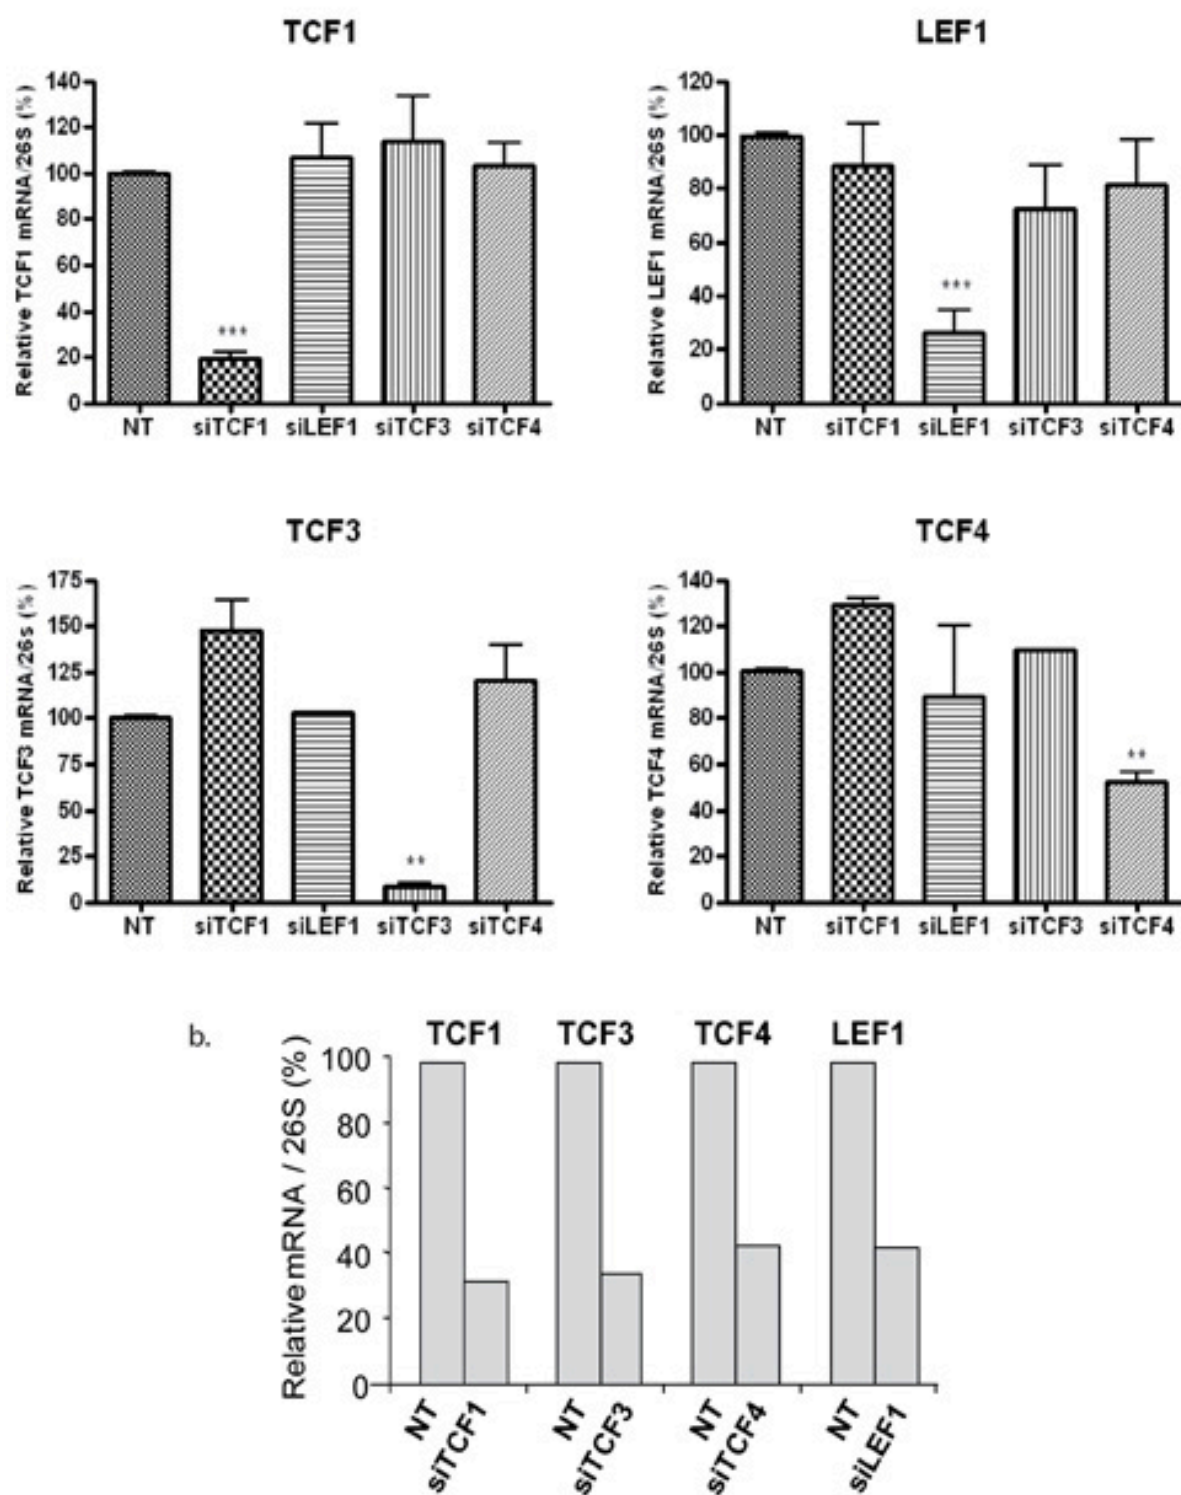 TCF1
Relative TCF1 mRNA/26S (%)
140
120
100
80
60
40
20
0
***
NT siTCF1 siLEF1 siTCF3 siTCF4
LEF1
Relative LEF1 mRNA/26S (%)
120
100
80
60
40
20
0
***
NT siTCF1 siLEF1 siTCF3 siTCF4
TCF3
Relative TCF3 mRNA/26s (%)
175
150
125
100
75
50
25
0
**
NT siTCF1 siLEF1 siTCF3 siTCF4
TCF4
Relative TCF4 mRNA/26S (%)
140
120
100
80
60
40
20
0
**
NT siTCF1 siLEF1 siTCF3 siTCF4
b.
TCF1 TCF3 TCF4 LEF1
Relative mRNA / 26S (%)
100
80
60
40
20
0
NT siTCF1 NT siTCF3 NT siTCF4 NT siLEF1